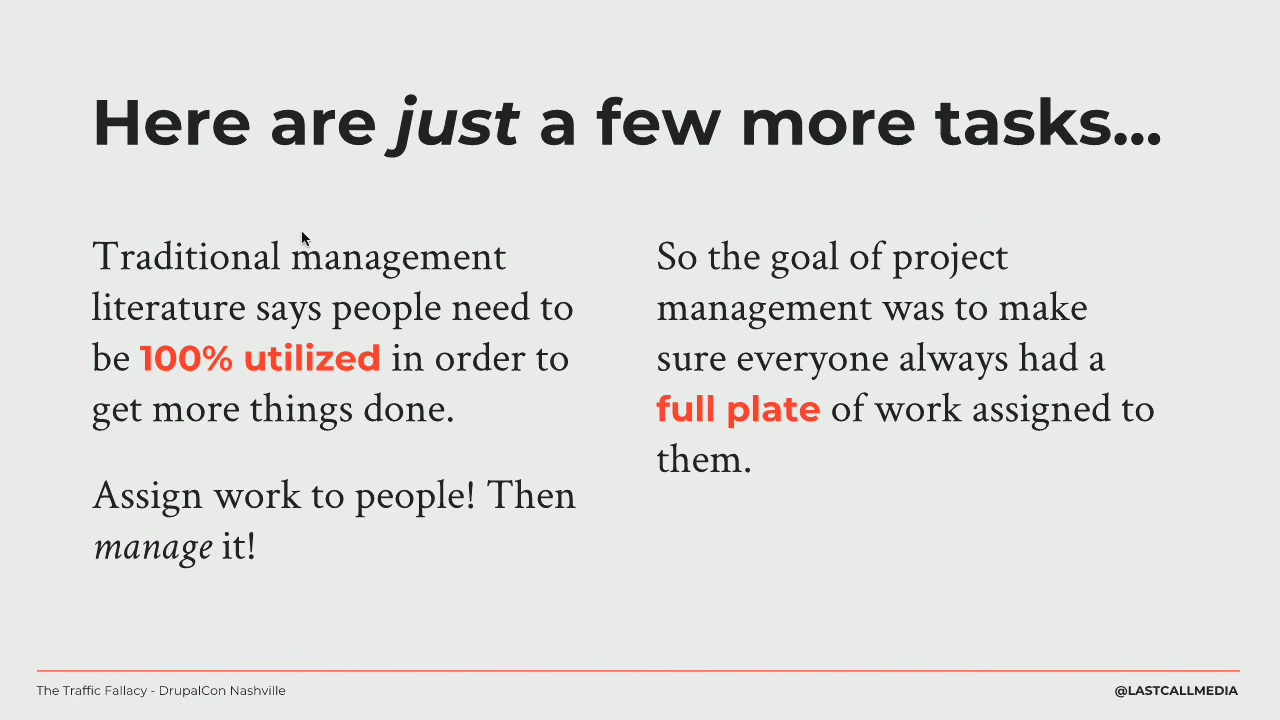 Here are just a few more tasks...
Traditional management
literature says people need to
be 100% utilized in order to
get more things done.
Assign work to people! Then
manage it!
So the goal of project
management was to make
sure everyone always had a
full plate of work assigned to
them.
The Traffic Fallacy - DrupalCon Nashville
@LASTCALLMEDIA